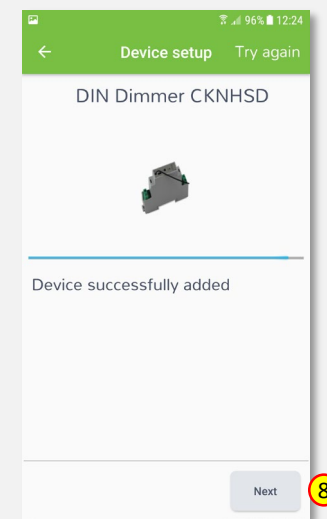 96% 12:24
← Device setup Try again
DIN Dimmer CKNHSD
Device successfully added
Next
8